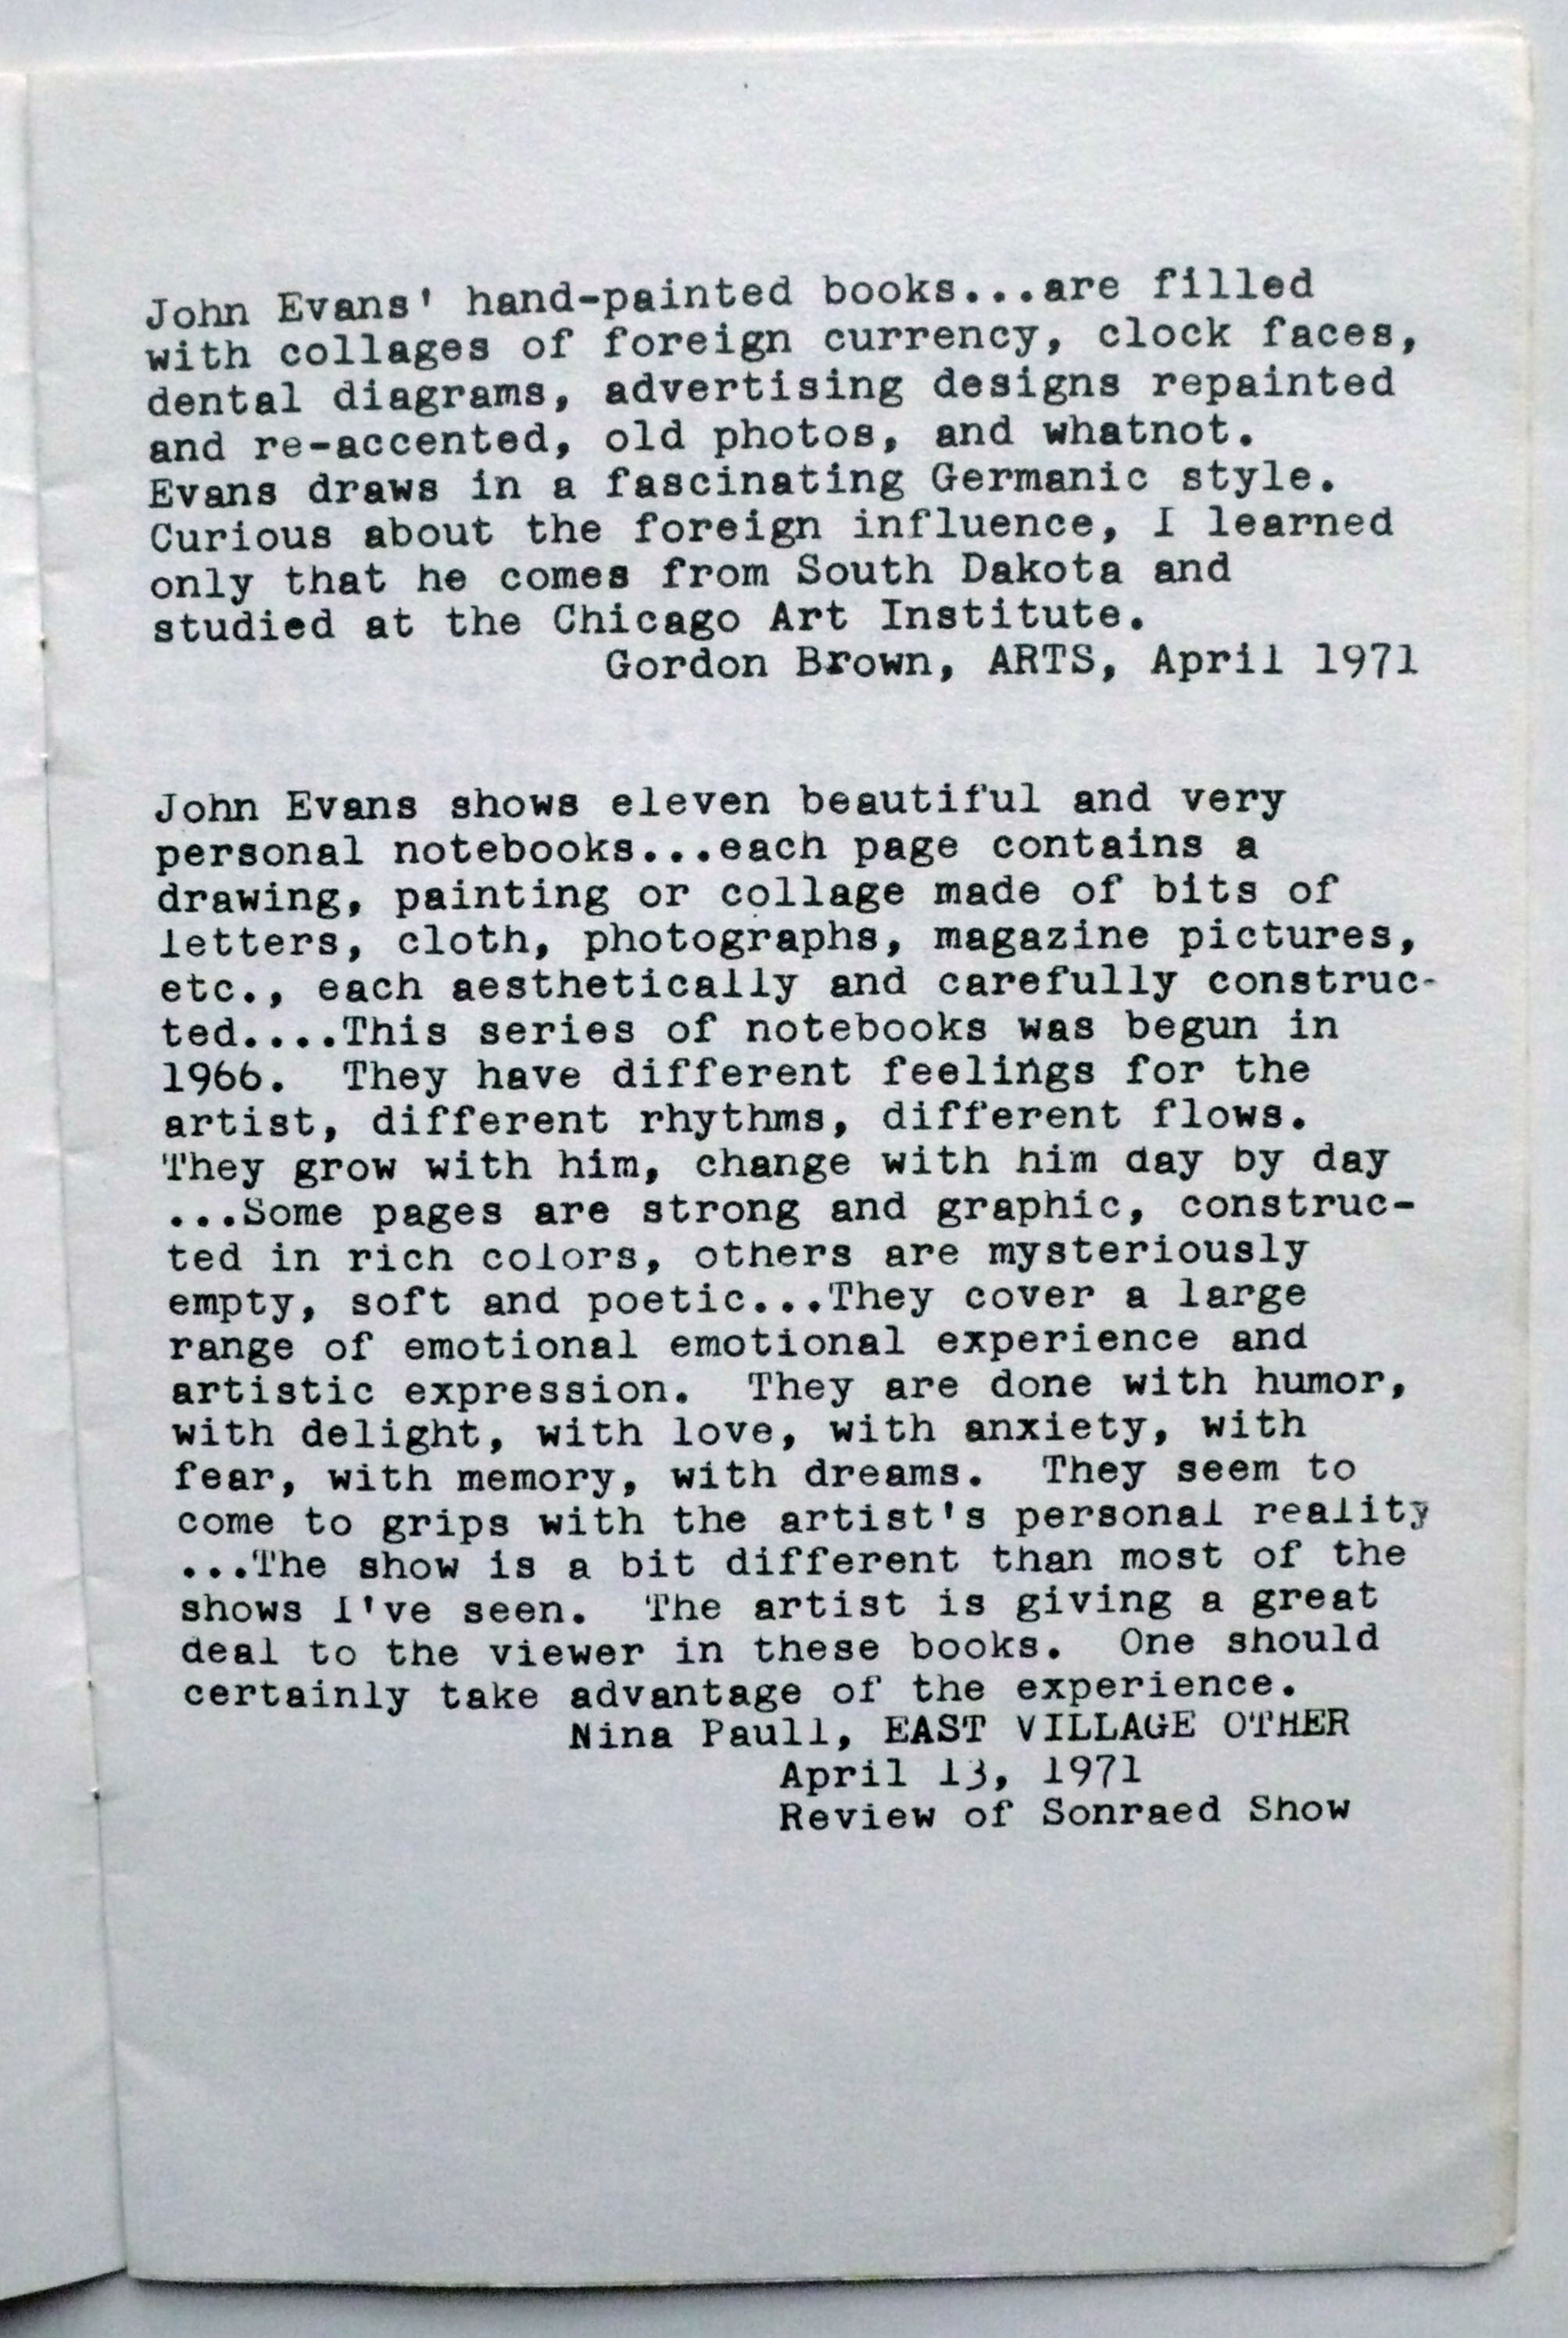 John Evans' hand-painted books...are filled
with collages of foreign currency, clock faces,
dental diagrams, advertising designs repainted
and re-accented, old photos, and whatnot.
Evans draws in a fascinating Germanic style.
Curious about the foreign influence, I learned
only that he comes from South Dakota and
studied at the Chicago Art Institute.
Gordon Brown, ARTS, April 1971
John Evans shows eleven beautiful and very
personal notebooks...each page contains a
drawing, painting or collage made of bits of
letters, cloth, photographs, magazine pictures,
etc., each aesthetically and carefully construc-
ted....This series of notebooks was begun in
1966.  They have different feelings for the
artist, different rhythms, different flows.
They grow with him, change with him day by day
...Some pages are strong and graphic, construc-
ted in rich colors, others are mysteriously
empty, soft and poetic...They cover a large
range of emotional emotional experience and
artistic expression.  They are done with humor,
with delight, with love, with anxiety, with
fear, with memory, with dreams.  They seem to
come to grips with the artist's personal reality
...The show is a bit different than most of the
shows I've seen.  The artist is giving a great
deal to the viewer in these books.  One should
certainly take advantage of the experience.
Nina Paull, EAST VILLAGE OTHER
April 13, 1971
Review of Sonraed Show